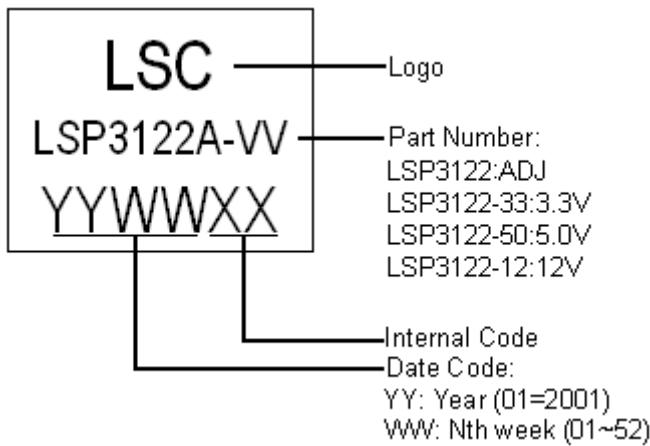 LSC
Logo
LSP3122A-VV
Part Number:
LSP3122:ADJ
LSP3122-33:3.3V
LSP3122-50:5.0V
LSP3122-12:12V
YYWWXX
Internal Code
Date Code:
YY: Year (01=2001)
WW: Nth week (01~52)